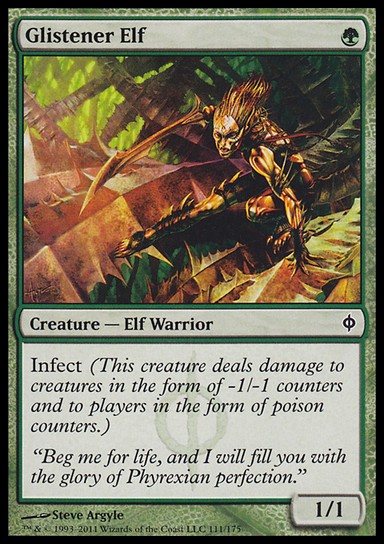 Glistener Elf
Creature — Elf Warrior
Infect (This creature deals damage to
creatures in the form of -1/-1 counters
and to players in the form of poison
counters.)
“Beg me for life, and I will fill you with
the glory of Phyrexian perfection.”
Steve Argyle
1/1
™ & © 1993-2011 Wizards of the Coast LLC 111/175